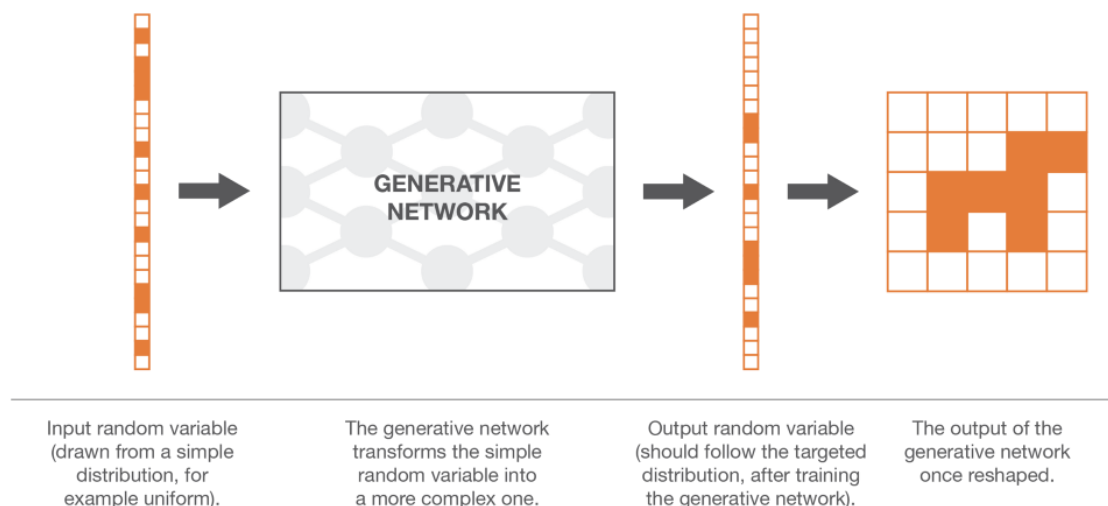 GENERATIVE
NETWORK
Input random variable
(drawn from a simple
distribution, for
example uniform).
The generative network
transforms the simple
random variable into
a more complex one.
Output random variable
(should follow the targeted
distribution, after training
the generative network).
The output of the
generative network
once reshaped.